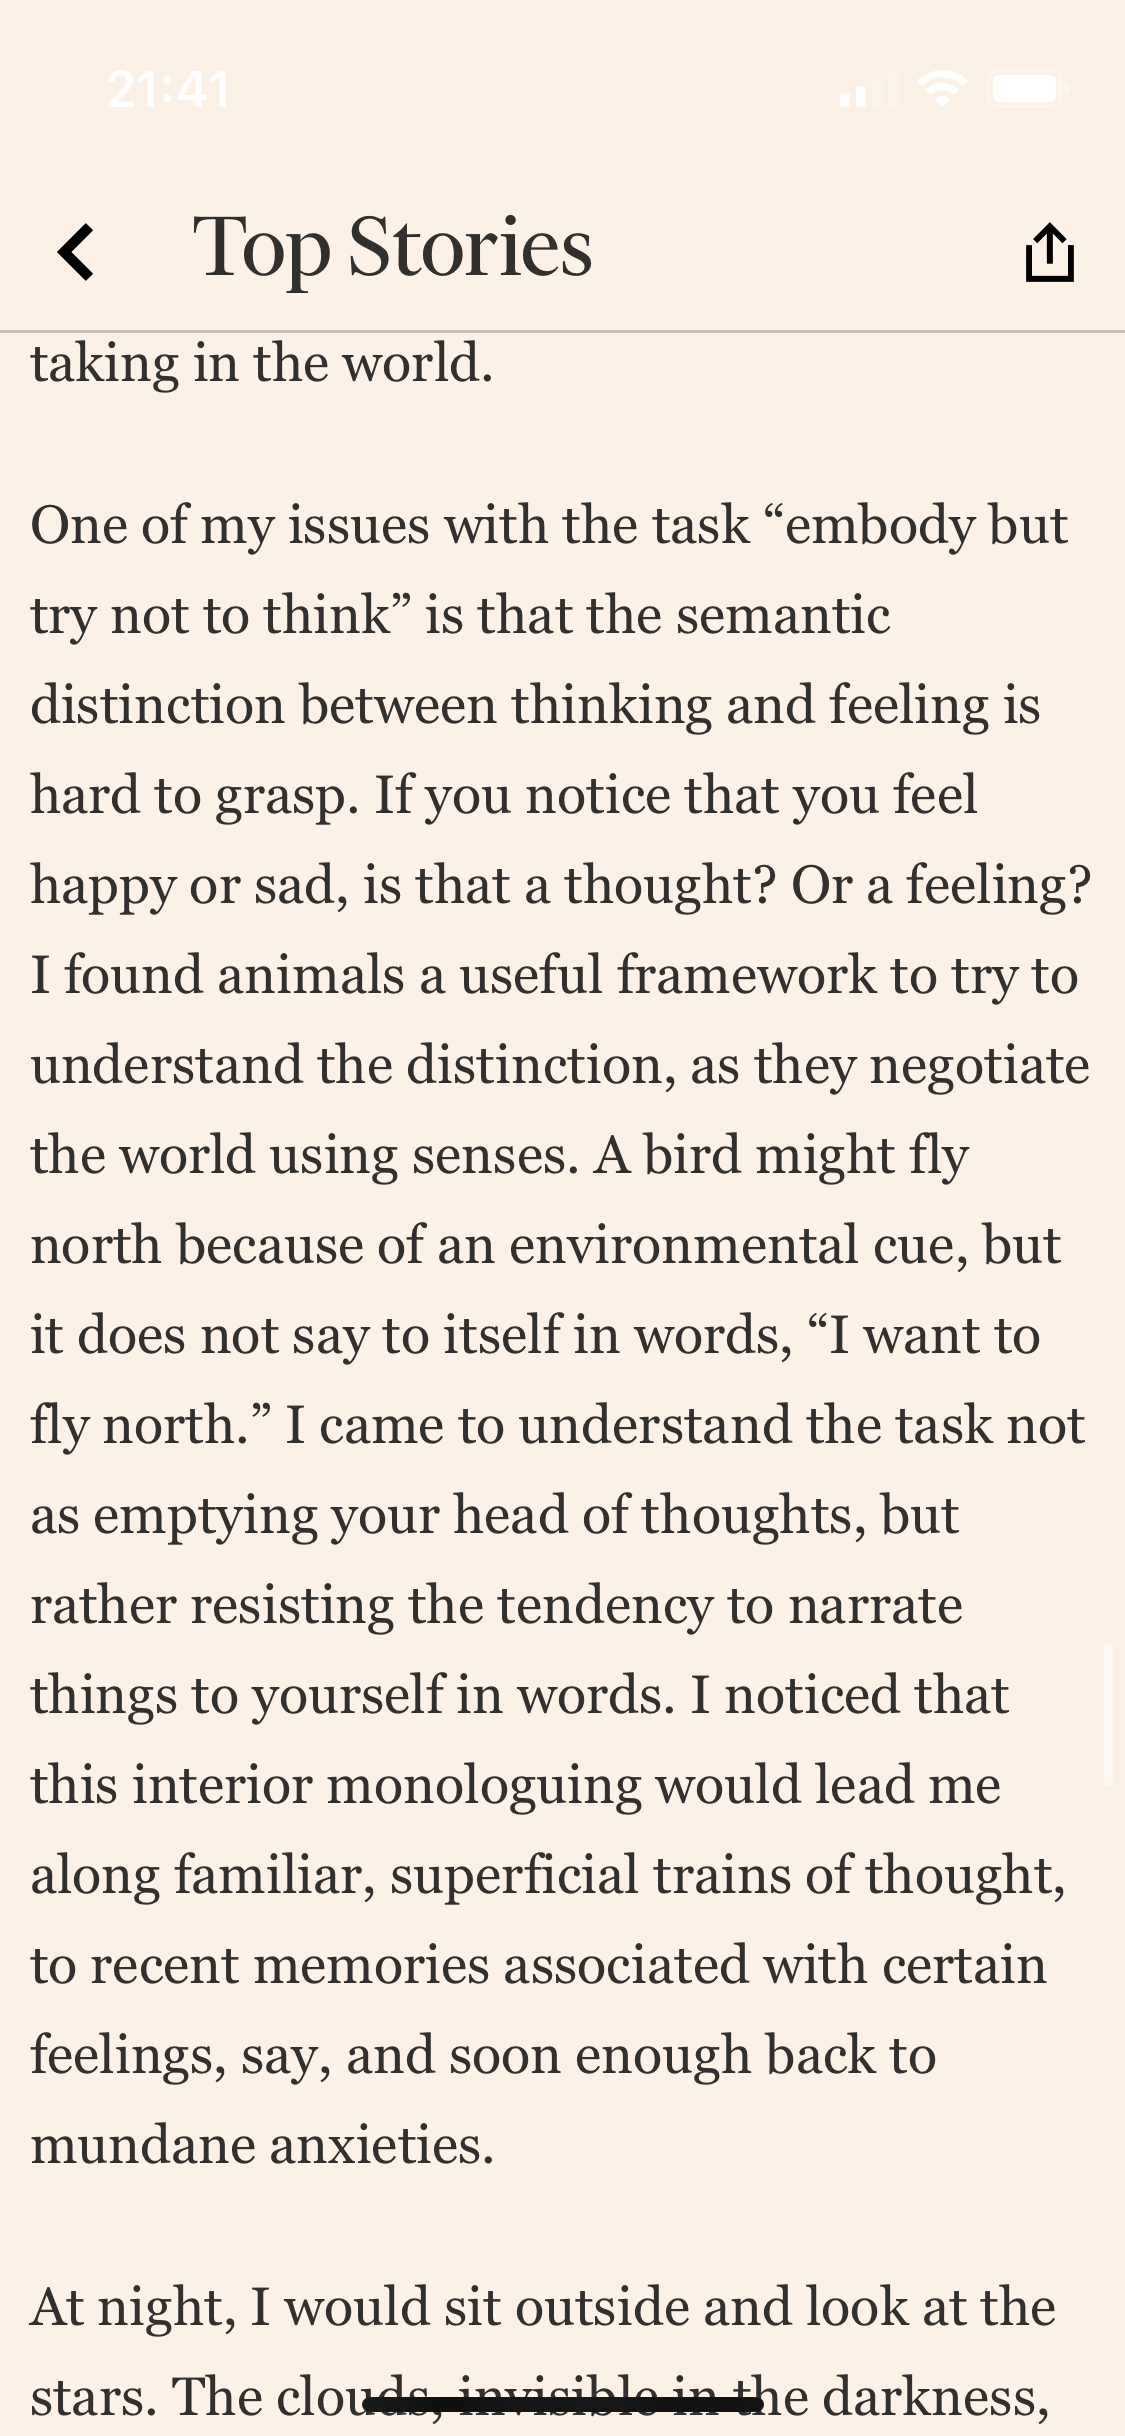 21:41
Top Stories
taking in the world.
One of my issues with the task “embody but
try not to think” is that the semantic
distinction between thinking and feeling is
hard to grasp. If you notice that you feel
happy or sad, is that a thought? Or a feeling?
I found animals a useful framework to try to
understand the distinction, as they negotiate
the world using senses. A bird might fly
north because of an environmental cue, but
it does not say to itself in words, “I want to
fly north.” I came to understand the task not
as emptying your head of thoughts, but
rather resisting the tendency to narrate
things to yourself in words. I noticed that
this interior monologuing would lead me
along familiar, superficial trains of thought,
to recent memories associated with certain
feelings, say, and soon enough back to
mundane anxieties.
At night, I would sit outside and look at the
stars. The clouds, invisible in the darkness,